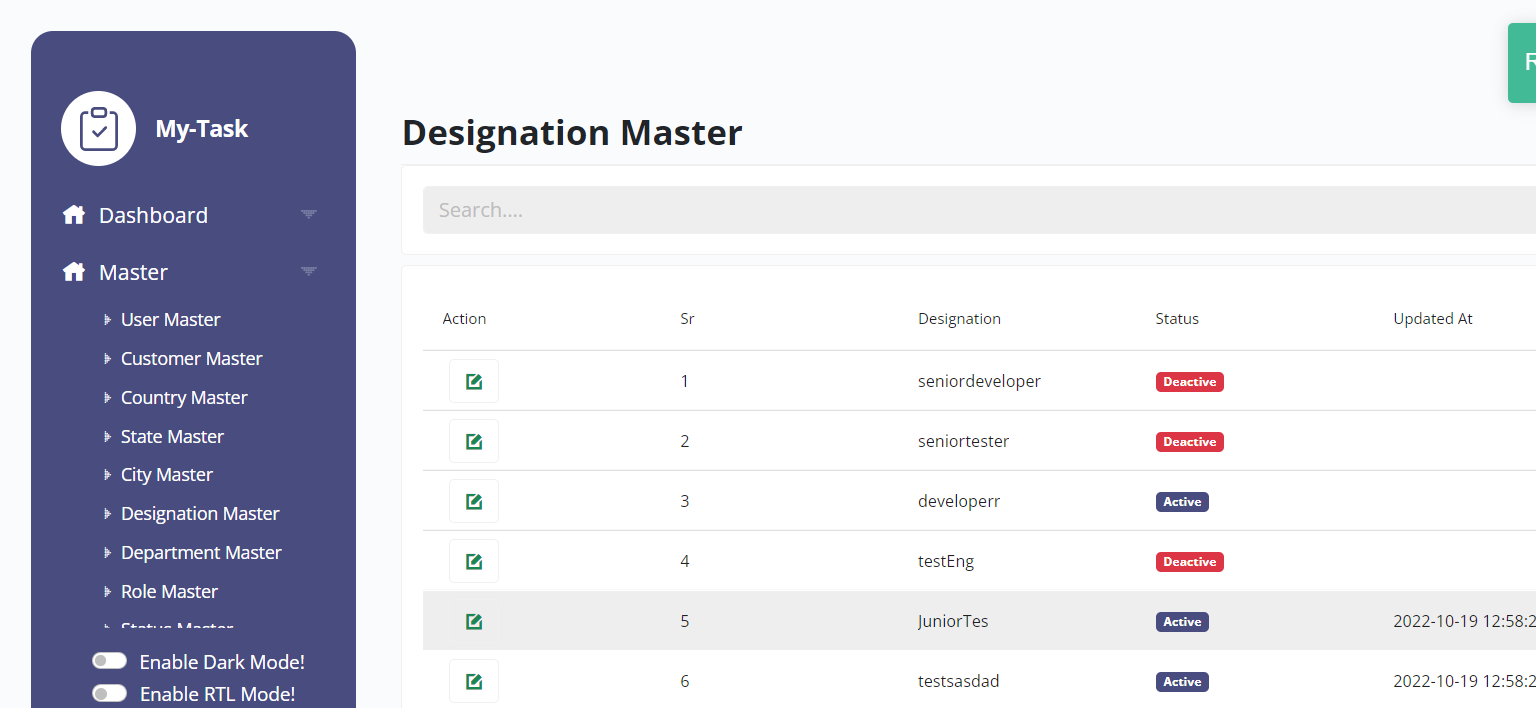 My-Task
Dashboard
Master
User Master
Customer Master
Country Master
State Master
City Master
Designation Master
Department Master
Role Master
Status Master
Enable Dark Mode!
Enable RTL Mode!
R
Designation Master
Search....
Action Sr Designation Status Updated At
1 seniordeveloper Deactive
2 seniortester Deactive
3 developerr Active
4 testEng Deactive
5 JuniorTes Active 2022-10-19 12:58:2
6 testsasdad Active 2022-10-19 12:58:2